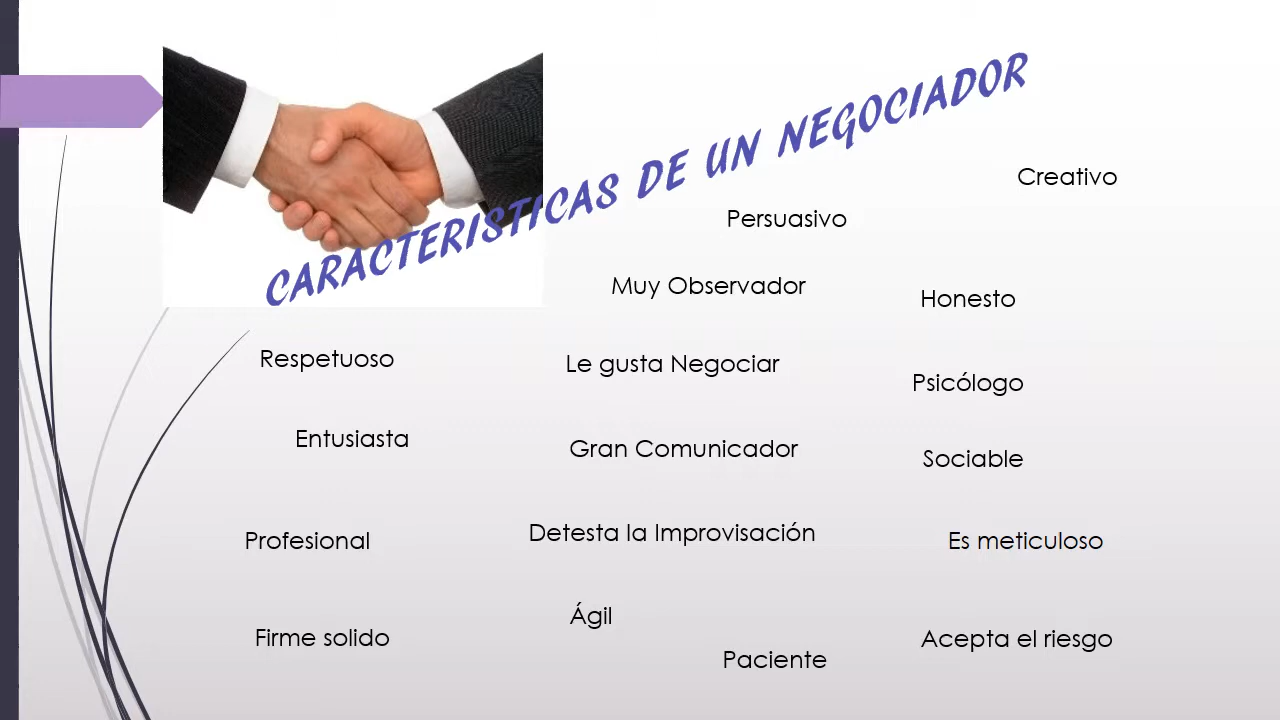 CARACTERISTICAS DE UN NEGOCIADOR
Creativo
Persuasivo
Muy Observador
Honesto
Respetuoso
Le gusta Negociar
Psicólogo
Entusiasta
Gran Comunicador
Sociable
Profesional
Detesta la Improvisación
Es meticuloso
Ágil
Firme solido
Acepta el riesgo
Paciente